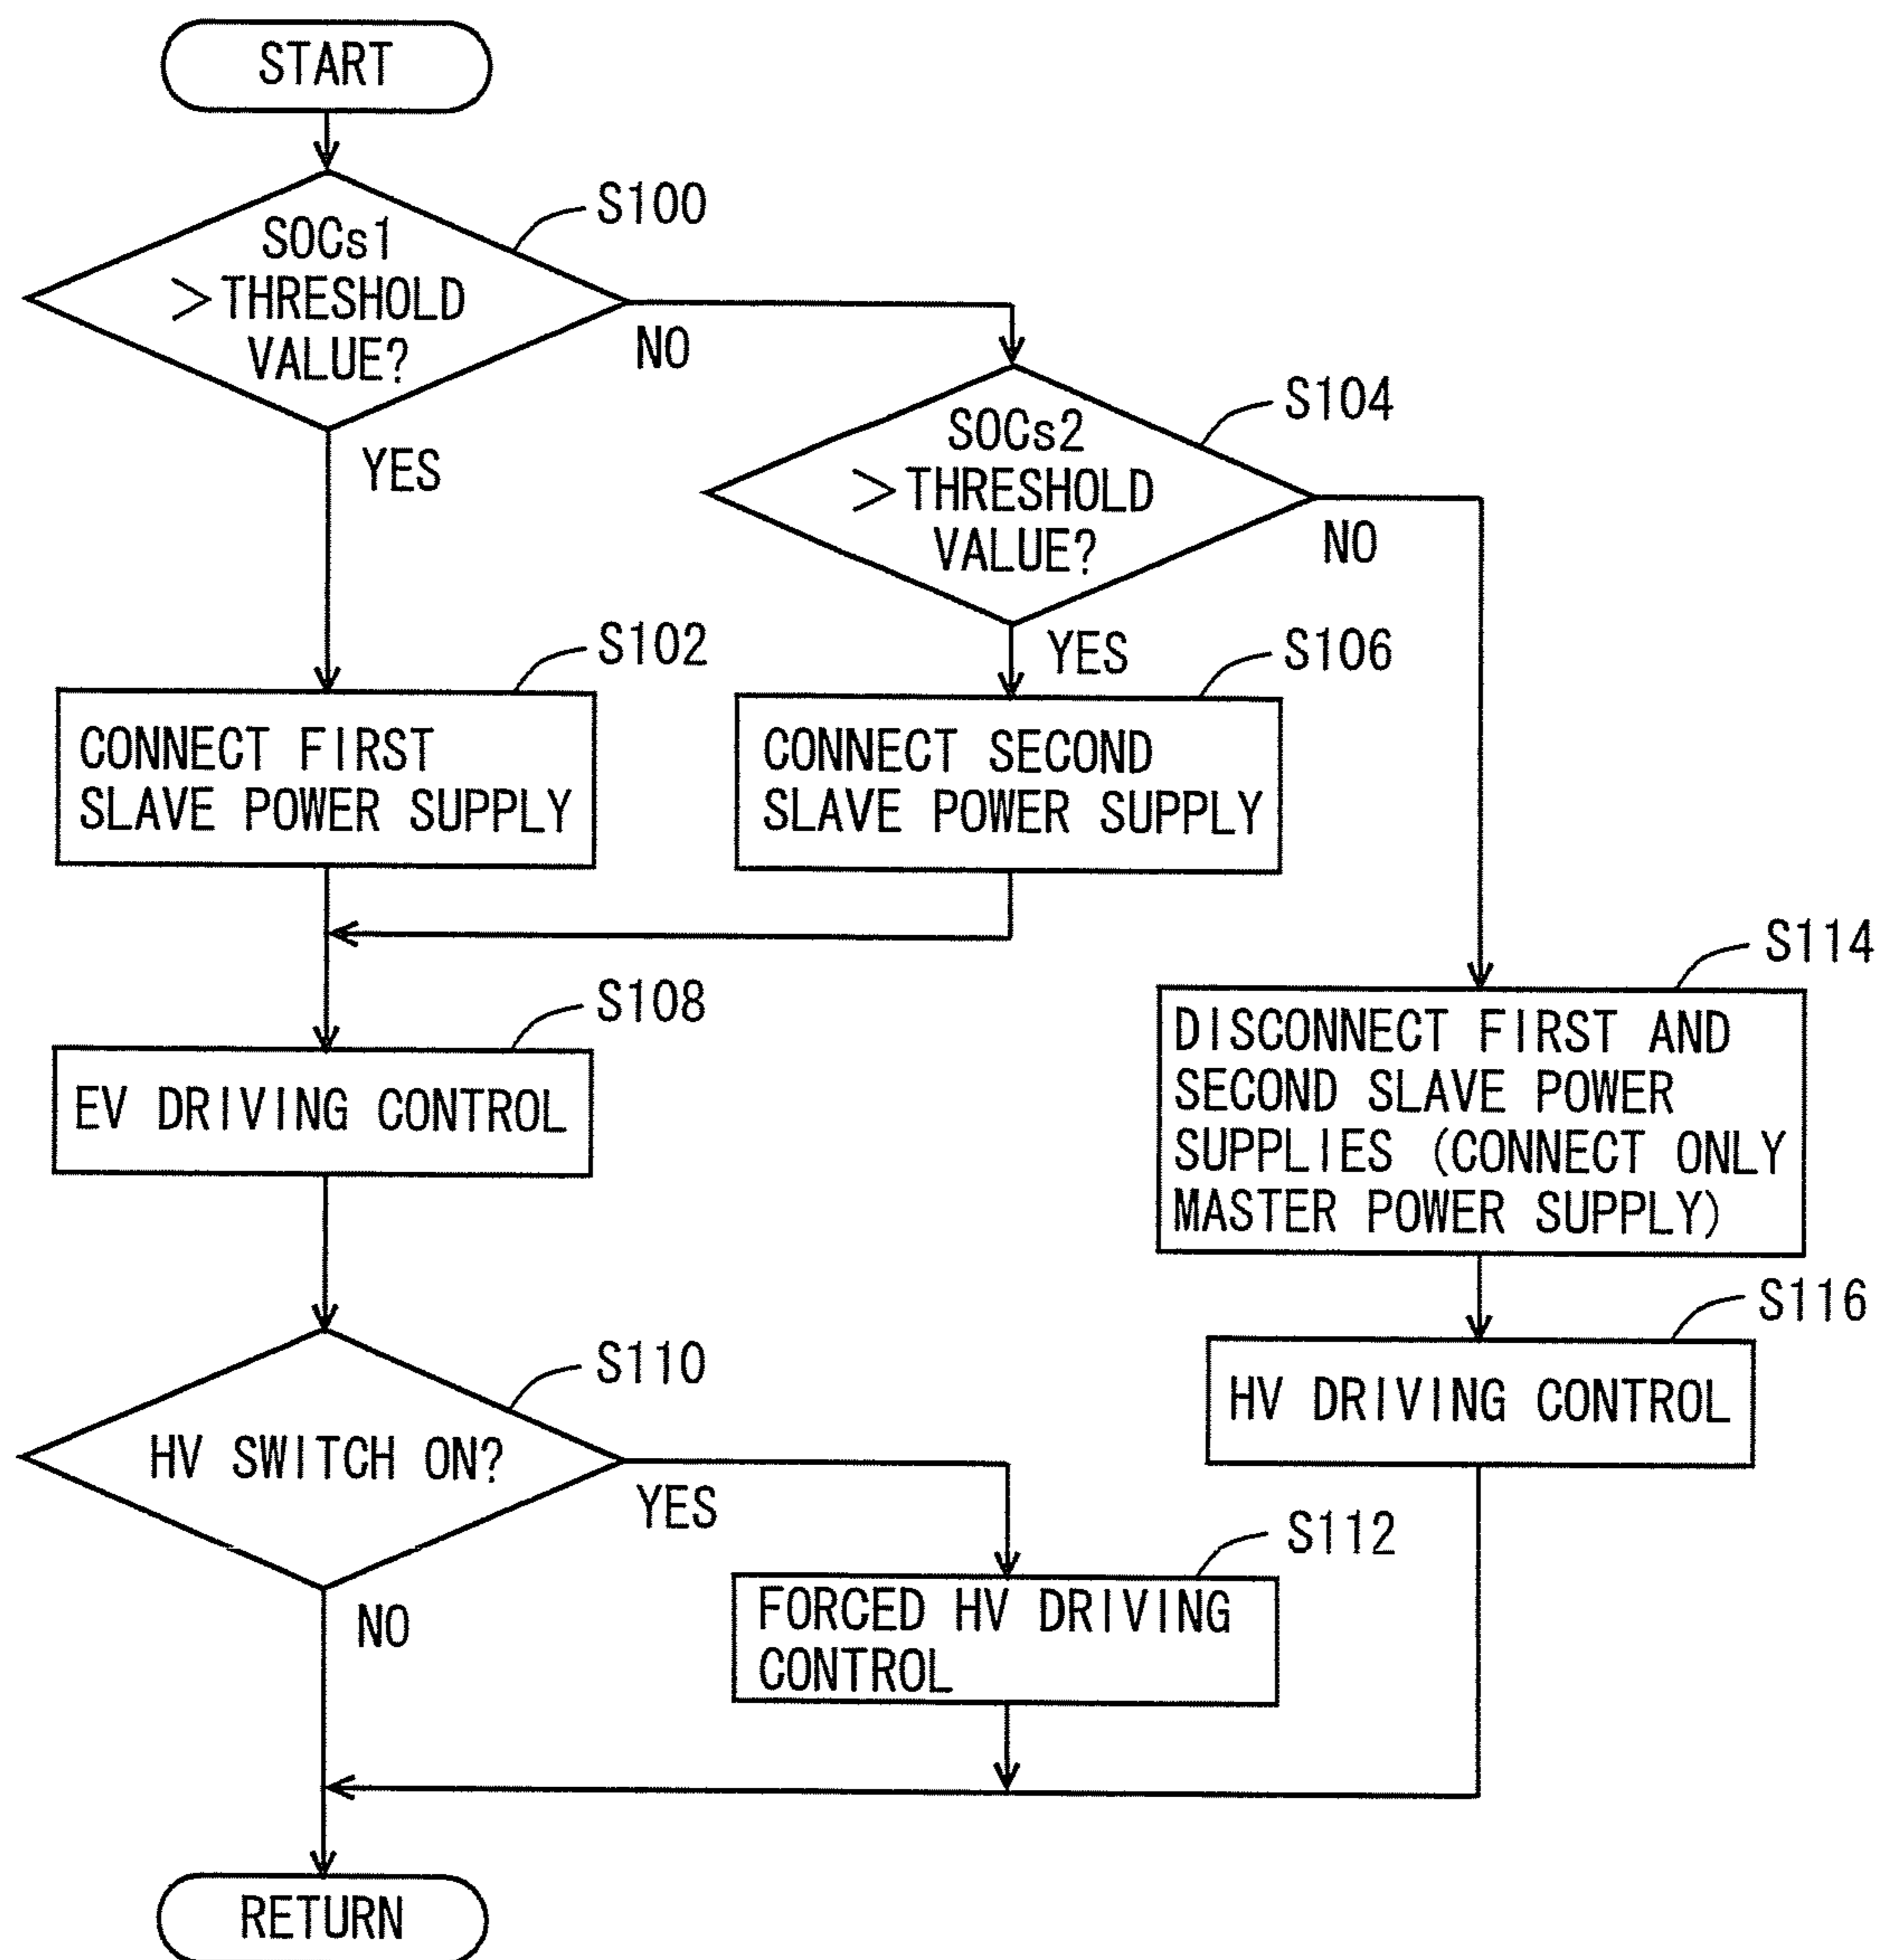 START
S100
SOCs1
>THRESHOLD
VALUE?
NO
YES
S104
SOCs2
>THRESHOLD
VALUE?
NO
YES
S102
CONNECT FIRST
SLAVE POWER SUPPLY
S106
CONNECT SECOND
SLAVE POWER SUPPLY
S114
DISCONNECT FIRST AND
SECOND SLAVE POWER
SUPPLIES (CONNECT ONLY
MASTER POWER SUPPLY)
S108
EV DRIVING CONTROL
S116
HV DRIVING CONTROL
S110
HV SWITCH ON?
YES
NO
S112
FORCED HV DRIVING
CONTROL
RETURN